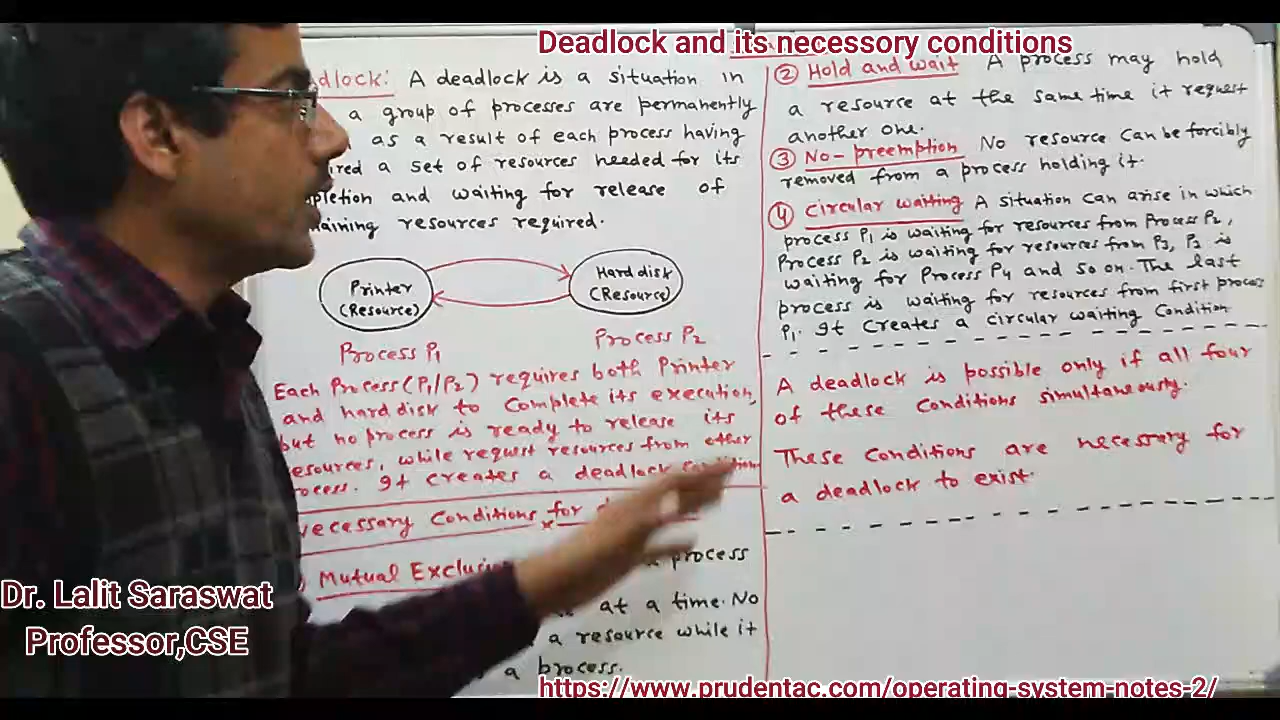 Deadlock and its necessory conditions
dlock: A deadlock is a situation in
a group of processes are permanently
as a result of each process having
ired a set of resources needed for its
pletion and waiting for release of
aining resources required.
Printer
(Resource)
Hard disk
(Resource)
Process P1
Process P2
Each Process (P1/P2) requires both Printer
and hard disk to complete its execution,
but no process is ready to release its
esources, while request resources from other
ocess. It creates a deadlock condition
Necessary Conditions for
Mutual Exclusi
process
at a time. No
a resource while it
a process.
② Hold and wait A process may hold
a resource at the same time it request
another one.
③ No-preemption No resource can be forcibly
removed from a process holding it.
④ Circular waiting A situation can arise in which
process P1 is waiting for resources from Process P2,
Process P2 is waiting for resources from P3, P3 is
waiting for Process P4 and so on. The last
process is waiting for resources from first process
P1. It creates a circular waiting condition
A deadlock is possible only if all four
of these conditions simultaneously.
These conditions are necessary for
a deadlock to exist.
Dr. Lalit Saraswat
Professor,CSE
https://www.prudentac.com/operating-system-notes-2/